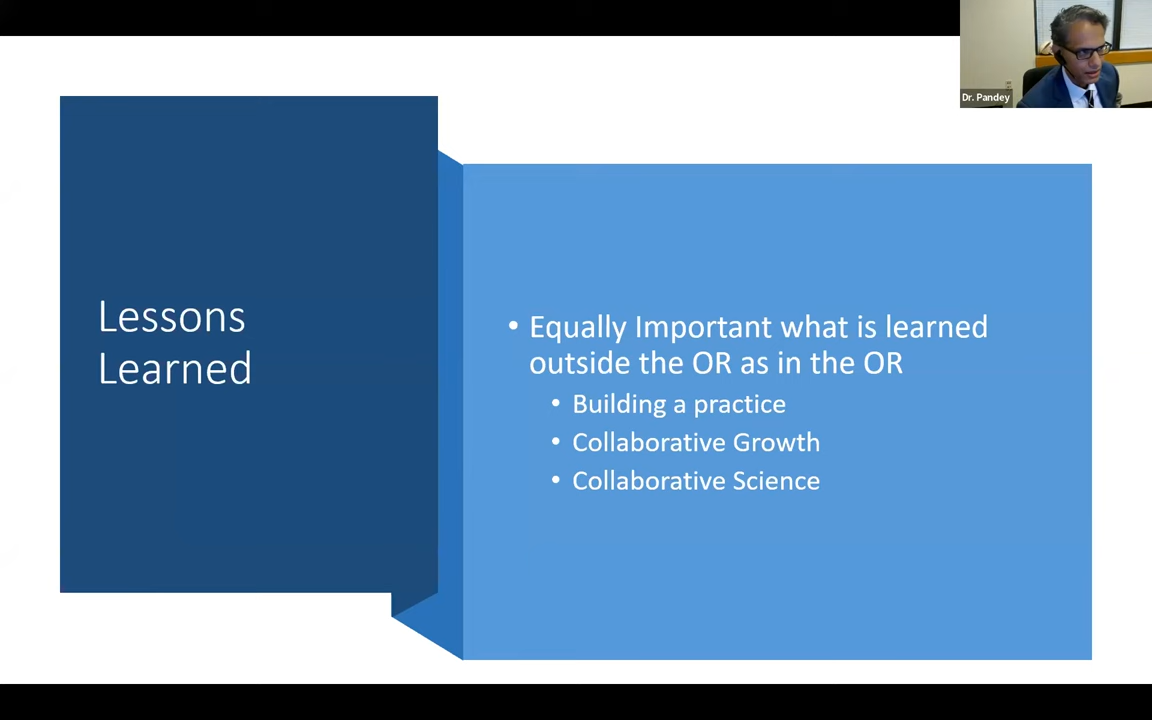 Dr. Pandey
Lessons
Learned
• Equally Important what is learned
outside the OR as in the OR
• Building a practice
• Collaborative Growth
• Collaborative Science